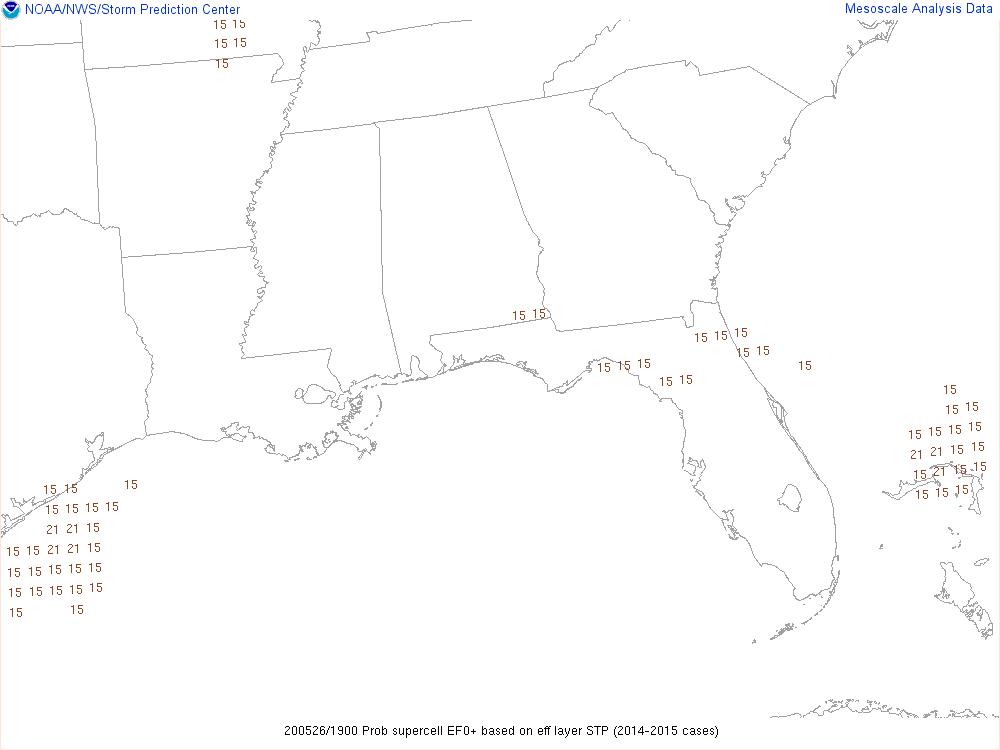 NOAA/NWS/Storm Prediction Center
Mesoscale Analysis Data
15 15
15 15
15
15 15
15
15 15
15 15
15 15 15
15
15 15
15
15 15
15 15 15 15
21 21 15 15
15 21 15 15
15 15 15
15 15
15
15 15 15 15
21 21 15
15 15 21 21 15
15 15 15 15 15
15 15 15 15 15
15 15
200526/1900 Prob supercell EF0+ based on eff layer STP (2014-2015 cases)